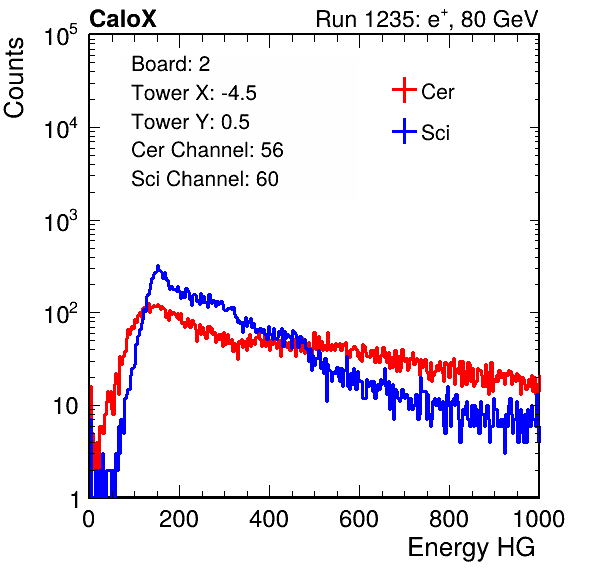 CaloX Run 1235: e⁺, 80 GeV
Counts
10⁵
10⁴
10³
10²
10
1
Board: 2
Tower X: -4.5
Tower Y: 0.5
Cer Channel: 56
Sci Channel: 60
Cer
Sci
0 200 400 600 800 1000
Energy HG